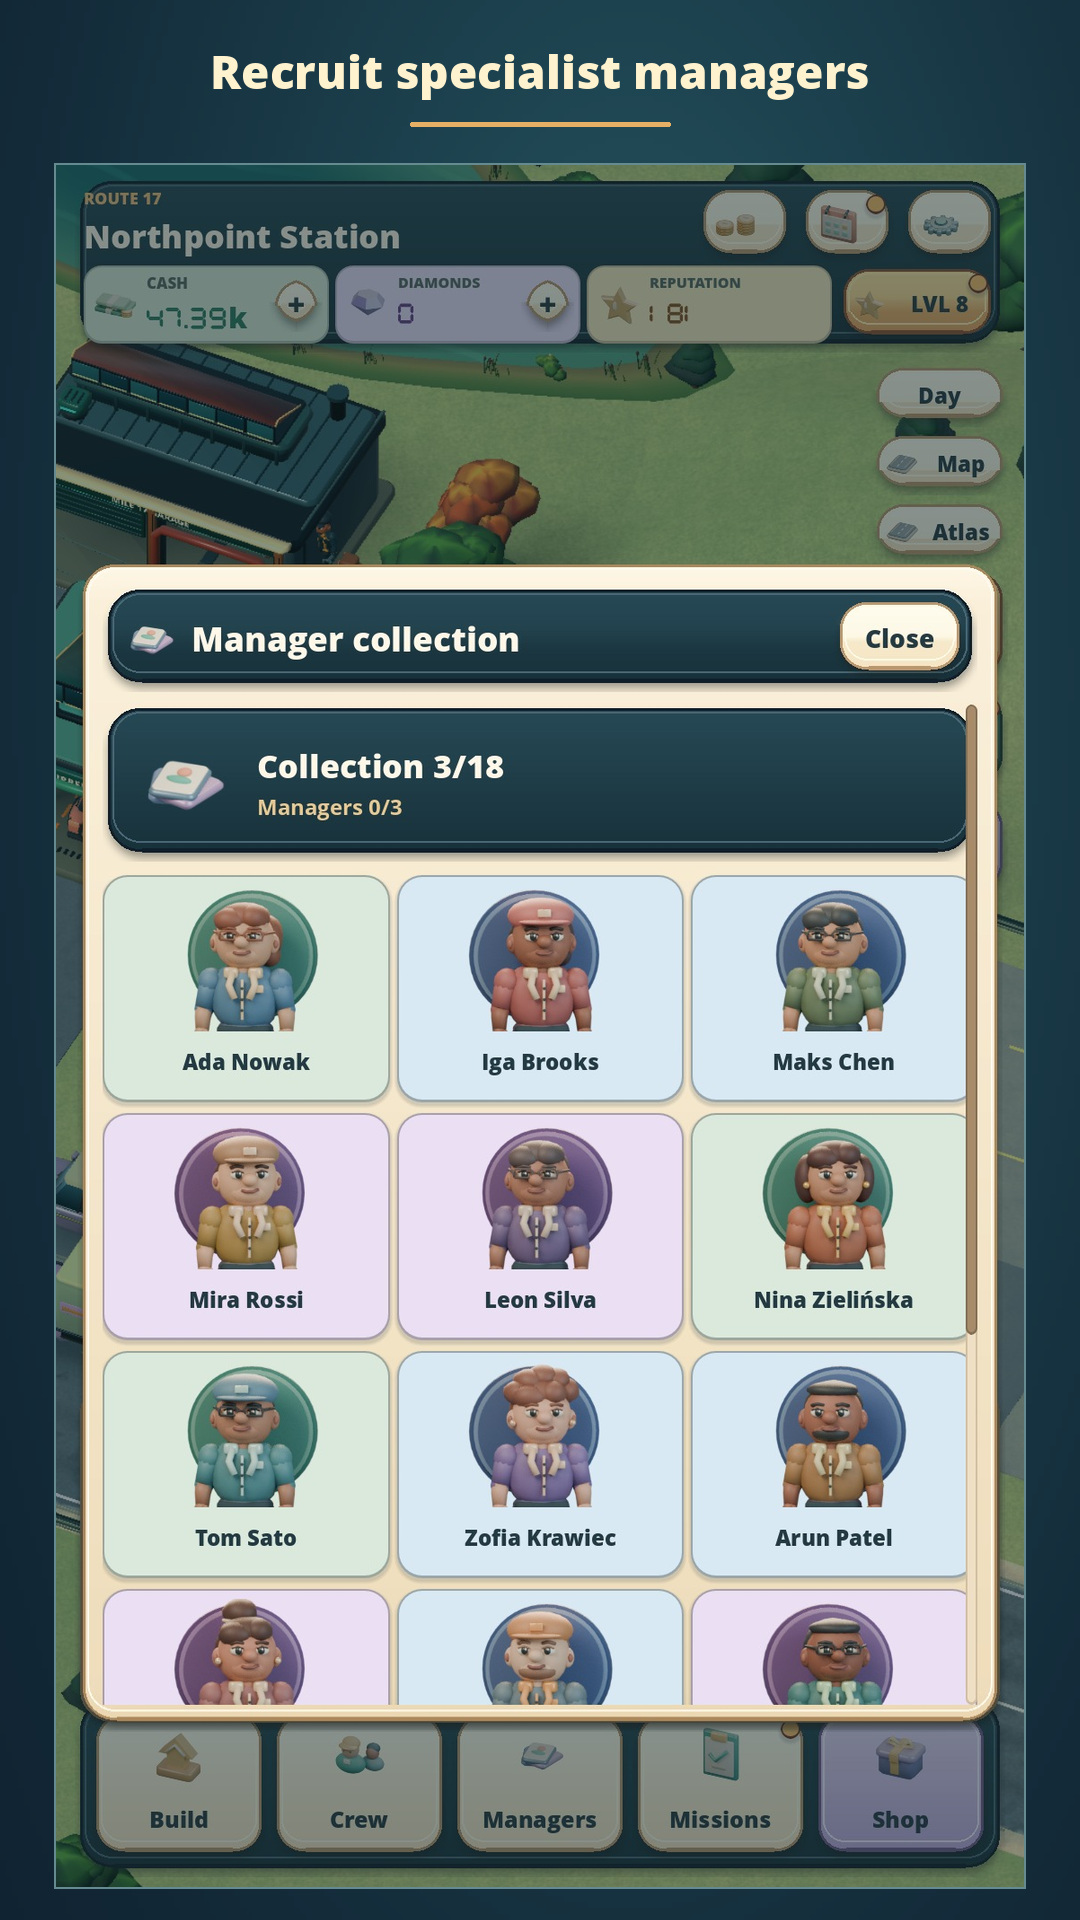 Recruit specialist managers
ROUTE 17
Northpoint Station
CASH
47.39k
DIAMONDS
0
REPUTATION
181
LVL 8
Day
Map
Atlas
Manager collection
Close
Collection 3/18
Managers 0/3
Ada Nowak
Iga Brooks
Maks Chen
Mira Rossi
Leon Silva
Nina Zielińska
Tom Sato
Zofia Krawiec
Arun Patel
Build
Crew
Managers
Missions
Shop